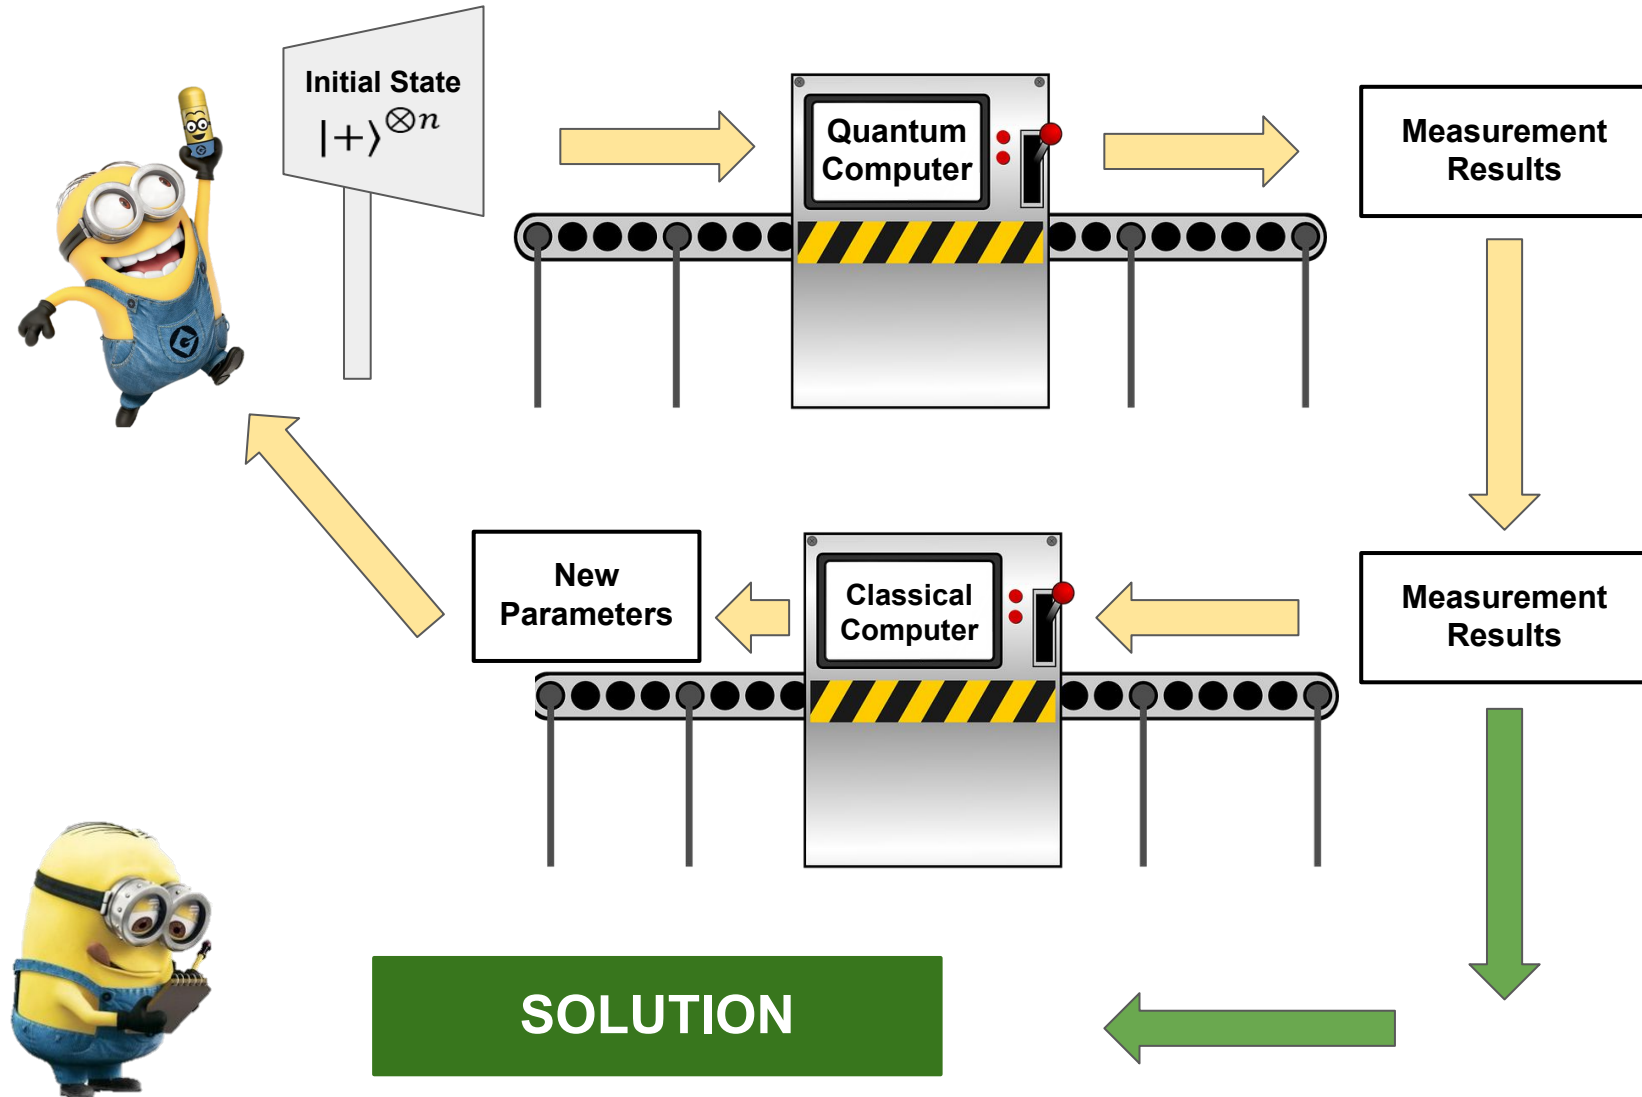 Initial State
|+⟩⊗n
Quantum
Computer
Measurement
Results
New
Parameters
Classical
Computer
Measurement
Results
SOLUTION